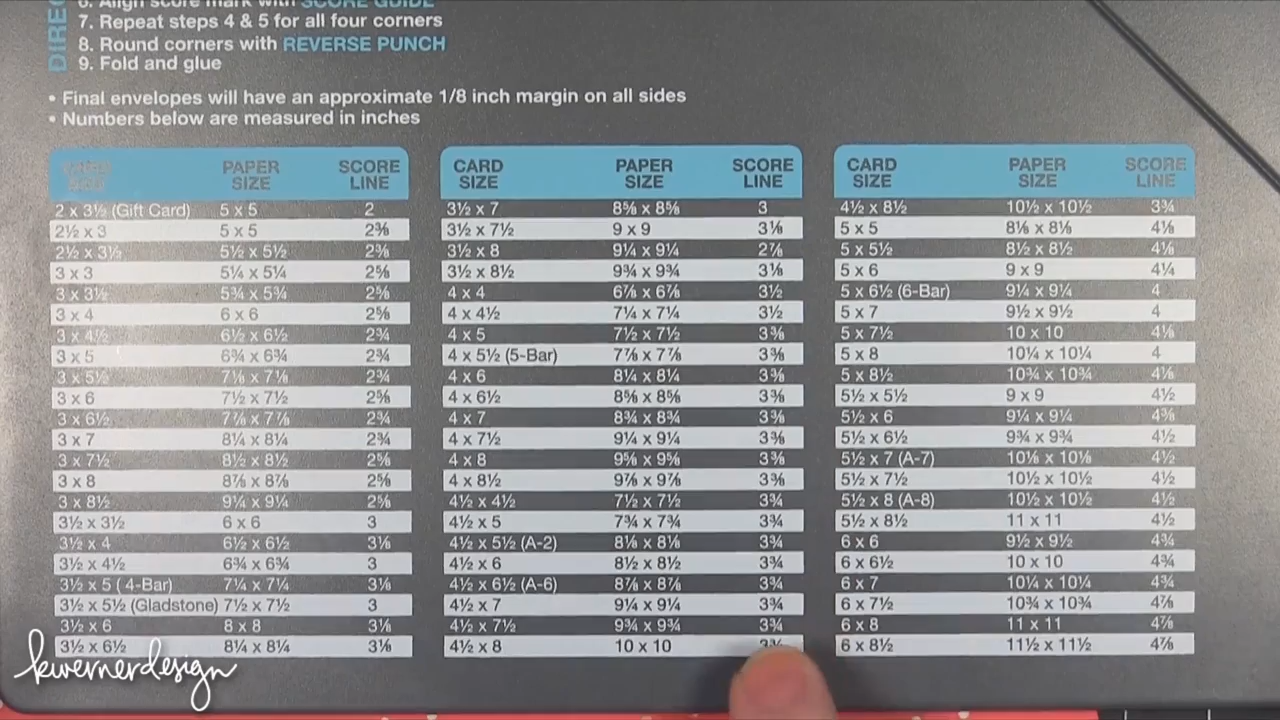 6. Align score mark with SCORE GUIDE
7. Repeat steps 4 & 5 for all four corners
8. Round corners with REVERSE PUNCH
9. Fold and glue
• Final envelopes will have an approximate 1/8 inch margin on all sides
• Numbers below are measured in inches
CARD SIZE PAPER SIZE SCORE LINE
2 x 3½ (Gift Card) 5 x 5 2
2½ x 3 5 x 5 2⅜
2½ x 3½ 5½ x 5½ 2⅜
3 x 3 5¼ x 5¼ 2⅝
3 x 3½ 5¾ x 5¾ 2⅝
3 x 4 6 x 6 2⅝
3 x 4½ 6½ x 6½ 2¾
3 x 5 6¾ x 6¾ 2¾
3 x 5½ 7⅛ x 7⅛ 2¾
3 x 6 7½ x 7½ 2⅝
3 x 6½ 7⅞ x 7⅞ 2¾
3 x 7 8¼ x 8¼ 2¾
3 x 7½ 8½ x 8½ 2⅝
3 x 8 8⅞ x 8⅞ 2⅝
3 x 8½ 9¼ x 9¼ 2⅝
3½ x 3½ 6 x 6 3
3½ x 4 6½ x 6½ 3⅛
3½ x 4½ 6¾ x 6¾ 3
3½ x 5 ( 4-Bar) 7¼ x 7¼ 3⅛
3½ x 5½ (Gladstone) 7½ x 7½ 3
3½ x 6 8 x 8 3⅛
3½ x 6½ 8¼ x 8¼ 3⅛
CARD SIZE PAPER SIZE SCORE LINE
3½ x 7 8⅝ x 8⅝ 3
3½ x 7½ 9 x 9 3⅛
3½ x 8 9¼ x 9¼ 2⅞
3½ x 8½ 9¾ x 9¾ 3⅛
4 x 4 6⅞ x 6⅞ 3½
4 x 4½ 7¼ x 7¼ 3½
4 x 5 7½ x 7½ 3⅜
4 x 5½ (5-Bar) 7⅞ x 7⅞ 3⅜
4 x 6 8¼ x 8¼ 3⅜
4 x 6½ 8⅝ x 8⅝ 3⅜
4 x 7 8¾ x 8¾ 3⅜
4 x 7½ 9¼ x 9¼ 3⅜
4 x 8 9⅝ x 9⅝ 3⅜
4 x 8½ 9⅞ x 9⅞ 3⅜
4½ x 4½ 7½ x 7½ 3¾
4½ x 5 7¾ x 7¾ 3¾
4½ x 5½ (A-2) 8⅛ x 8⅛ 3¾
4½ x 6 8½ x 8½ 3¾
4½ x 6½ (A-6) 8⅞ x 8⅞ 3¾
4½ x 7 9¼ x 9¼ 3¾
4½ x 7½ 9¾ x 9¾ 3¾
4½ x 8 10 x 10
CARD SIZE PAPER SIZE SCORE LINE
4½ x 8½ 10½ x 10½ 3¾
5 x 5 8⅛ x 8⅛ 4⅛
5 x 5½ 8½ x 8½ 4⅛
5 x 6 9 x 9 4¼
5 x 6½ (6-Bar) 9¼ x 9¼ 4
5 x 7 9½ x 9½ 4
5 x 7½ 10 x 10 4⅛
5 x 8 10¼ x 10¼ 4
5 x 8½ 10¾ x 10¾ 4⅛
5½ x 5½ 9 x 9 4½
5½ x 6 9¼ x 9¼ 4⅜
5½ x 6½ 9¾ x 9¾ 4½
5½ x 7 (A-7) 10⅛ x 10⅛ 4½
5½ x 7½ 10½ x 10½ 4½
5½ x 8 (A-8) 10½ x 10½ 4½
5½ x 8½ 11 x 11 4½
6 x 6 9½ x 9½ 4¾
6 x 6½ 10 x 10 4¾
6 x 7 10¼ x 10¼ 4¾
6 x 7½ 10¾ x 10¾ 4⅞
6 x 8 11 x 11 4⅞
6 x 8½ 11½ x 11½ 4⅞
kwernerdesign